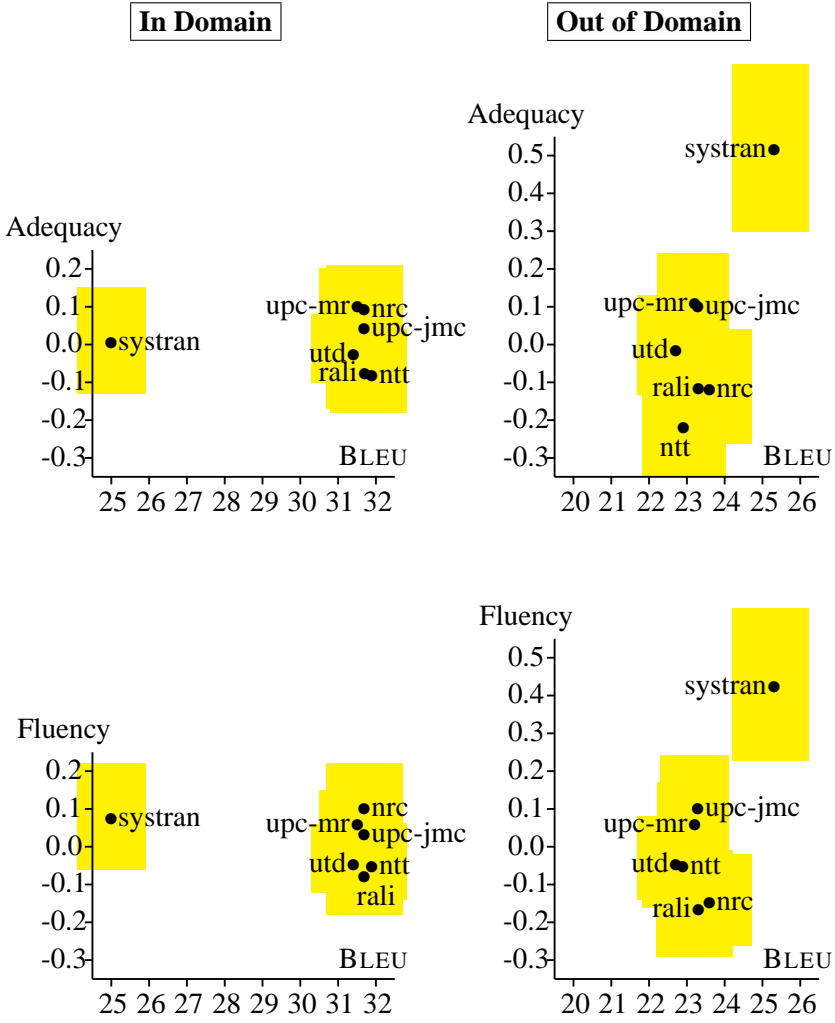 In Domain
Out of Domain
Adequacy
0.2
0.1
0.0
-0.1
-0.2
-0.3
systran
upc-mr
nrc
upc-jmc
utd
rali
ntt
BLEU
25 26 27 28 29 30 31 32
Adequacy
0.5
0.4
0.3
0.2
0.1
0.0
-0.1
-0.2
-0.3
systran
upc-mr
upc-jmc
utd
rali
nrc
ntt
BLEU
20 21 22 23 24 25 26
Fluency
0.2
0.1
0.0
-0.1
-0.2
-0.3
systran
nrc
upc-mr
upc-jmc
utd
ntt
rali
BLEU
25 26 27 28 29 30 31 32
Fluency
0.5
0.4
0.3
0.2
0.1
0.0
-0.1
-0.2
-0.3
systran
upc-jmc
upc-mr
utd
ntt
nrc
rali
BLEU
20 21 22 23 24 25 26